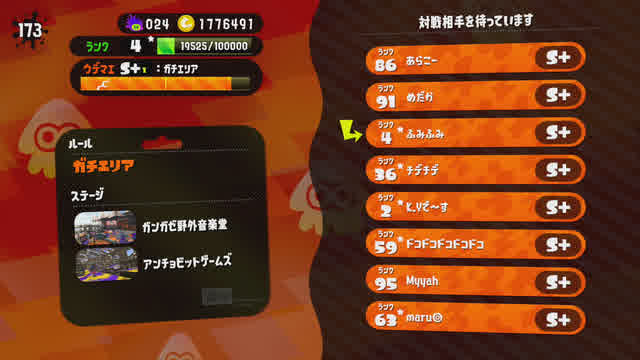 173
024 1776491
ランク 4* 19525/100000
ウデマエ S+1 : ガチエリア
ルール
ガチエリア
ステージ
ガンガゼ野外音楽堂
アンチョビットゲームズ
対戦相手を待っています
ランク 86 あらこー S+
ランク 91 めだか S+
ランク 4* ふみふみ S+
ランク 36* チデチデ S+
ランク 2*
S+
ランク 59* ドコドコドコドコドコ S+
ランク 95 Myyah S+
ランク 63* maru◎ S+